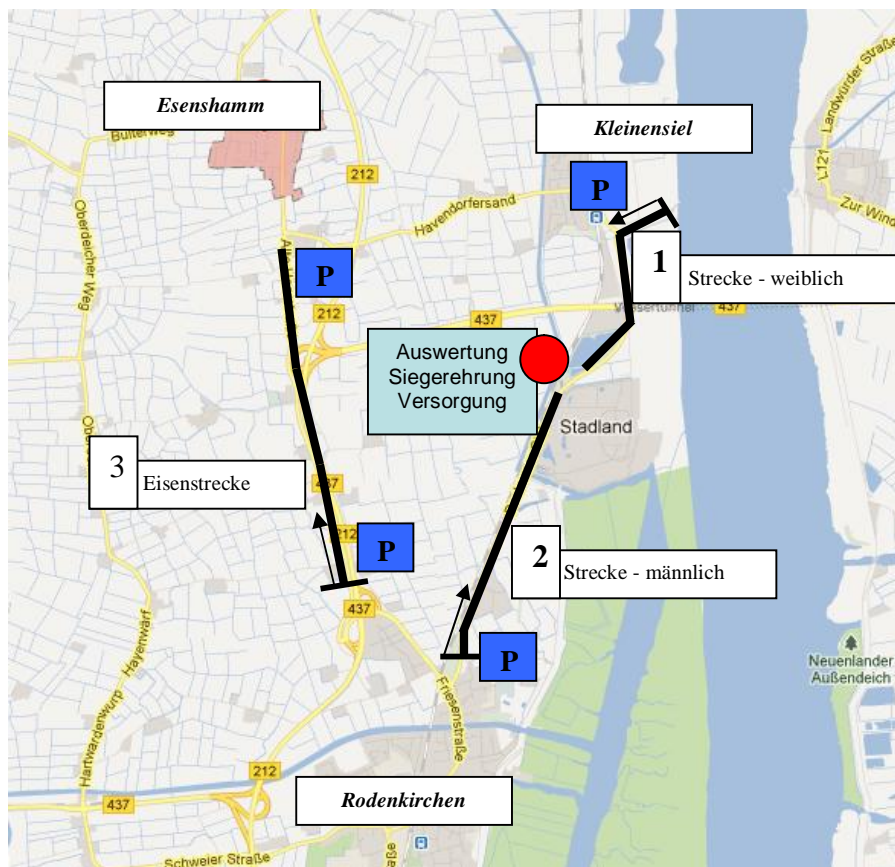 Esenshamm
Kleinensiel
Butterweg
212
L121
Landwürder Straße
Zur Wind
P
Havendorfersand
Oberdeicher Weg
P
1
Strecke - weiblich
212
437
Wesertunnel
437
Auswertung
Siegerehrung
Versorgung
Stadland
3
Eisenstrecke
437
212
P
2
Strecke - männlich
437
P
Hayenwärf
Hartwarderwurp
Friesenstraße
Neuenlander
Außendeich
212
437
Rodenkirchen
Schweier Straße